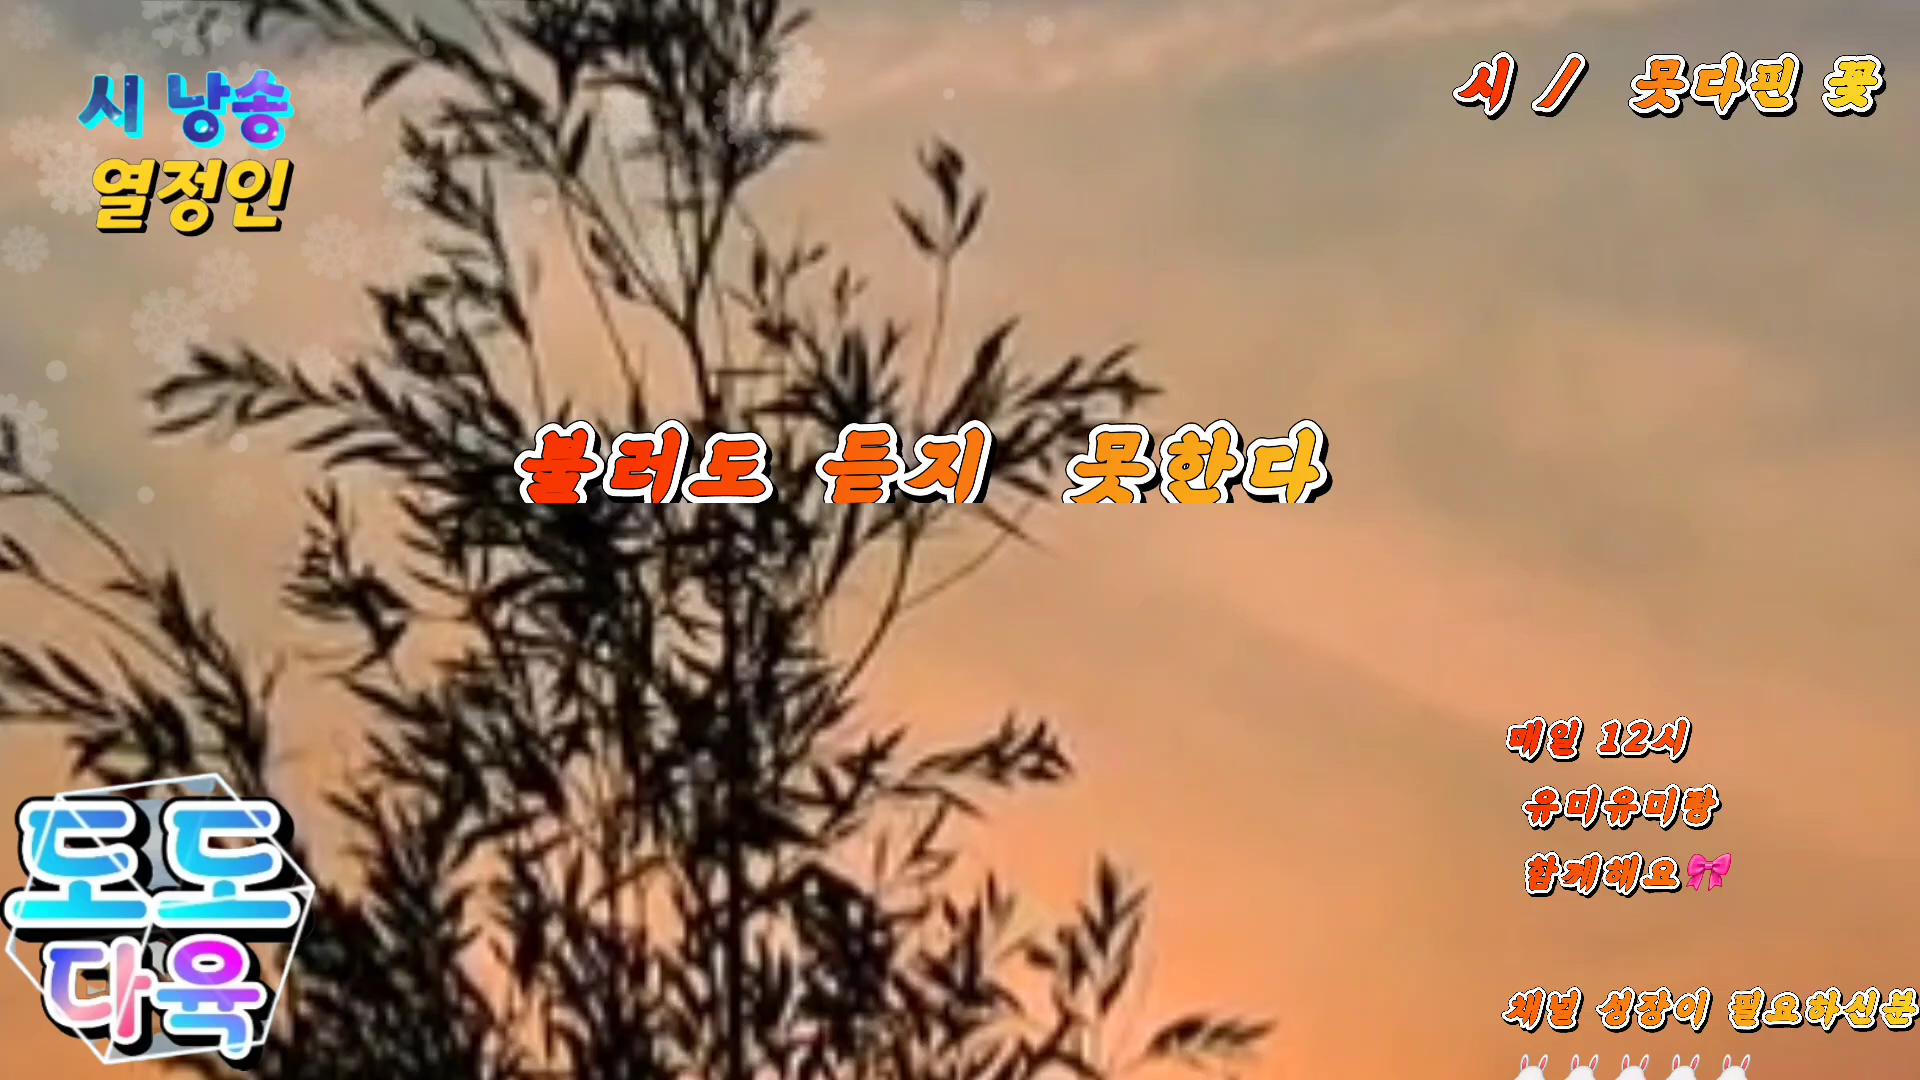 시 낭송
열정인
시 / 못다핀 꽃
불러도 듣지 못한다
매일 12시
유미유미랑
함께해요🎀
도도
다육
채널 성장이 필요하신분